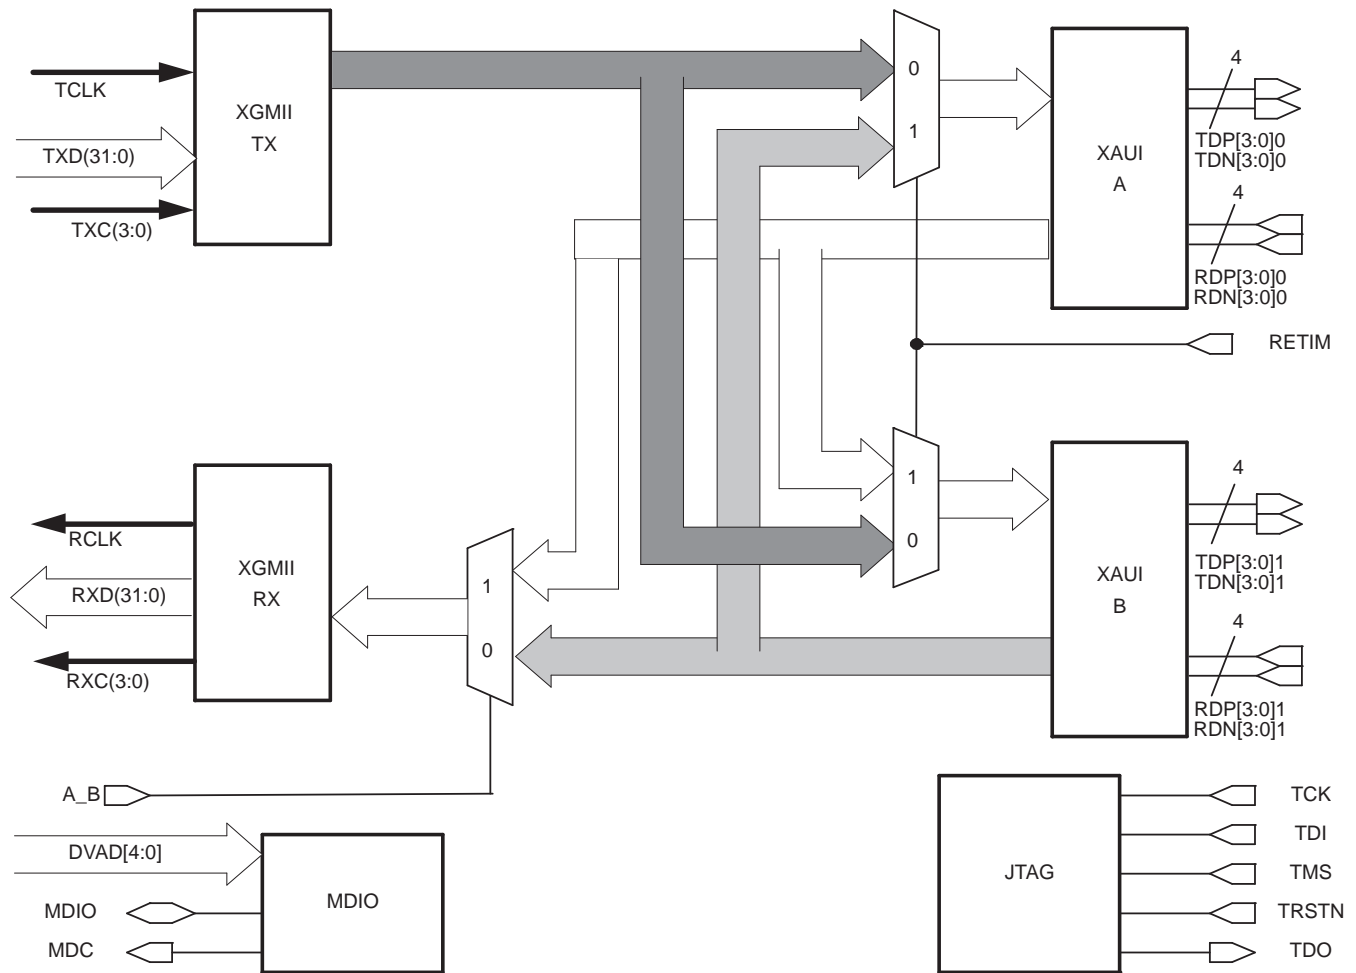 TCLK
TXD(31:0)
TXC(3:0)
XGMII
TX
0
1
XAUI
A
4
TDP[3:0]0
TDN[3:0]0
4
RDP[3:0]0
RDN[3:0]0
RETIM
RCLK
RXD(31:0)
RXC(3:0)
XGMII
RX
1
0
1
0
XAUI
B
4
TDP[3:0]1
TDN[3:0]1
4
RDP[3:0]1
RDN[3:0]1
A_B
DVAD[4:0]
MDIO
MDC
MDIO
JTAG
TCK
TDI
TMS
TRSTN
TDO